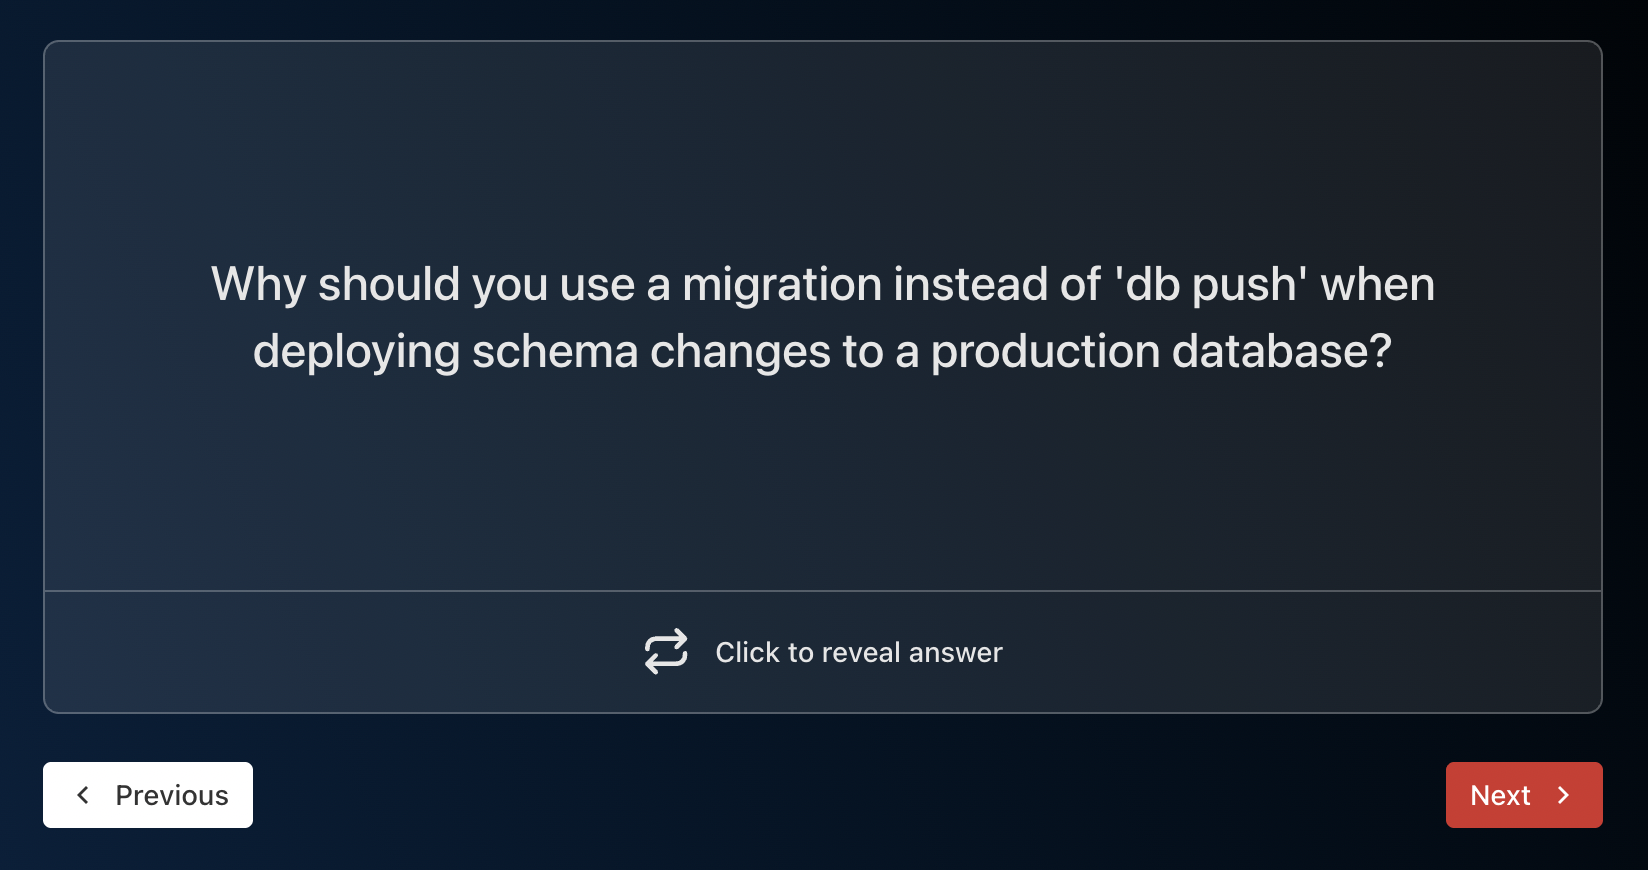 Why should you use a migration instead of 'db push' when
deploying schema changes to a production database?
Click to reveal answer
Previous
Next